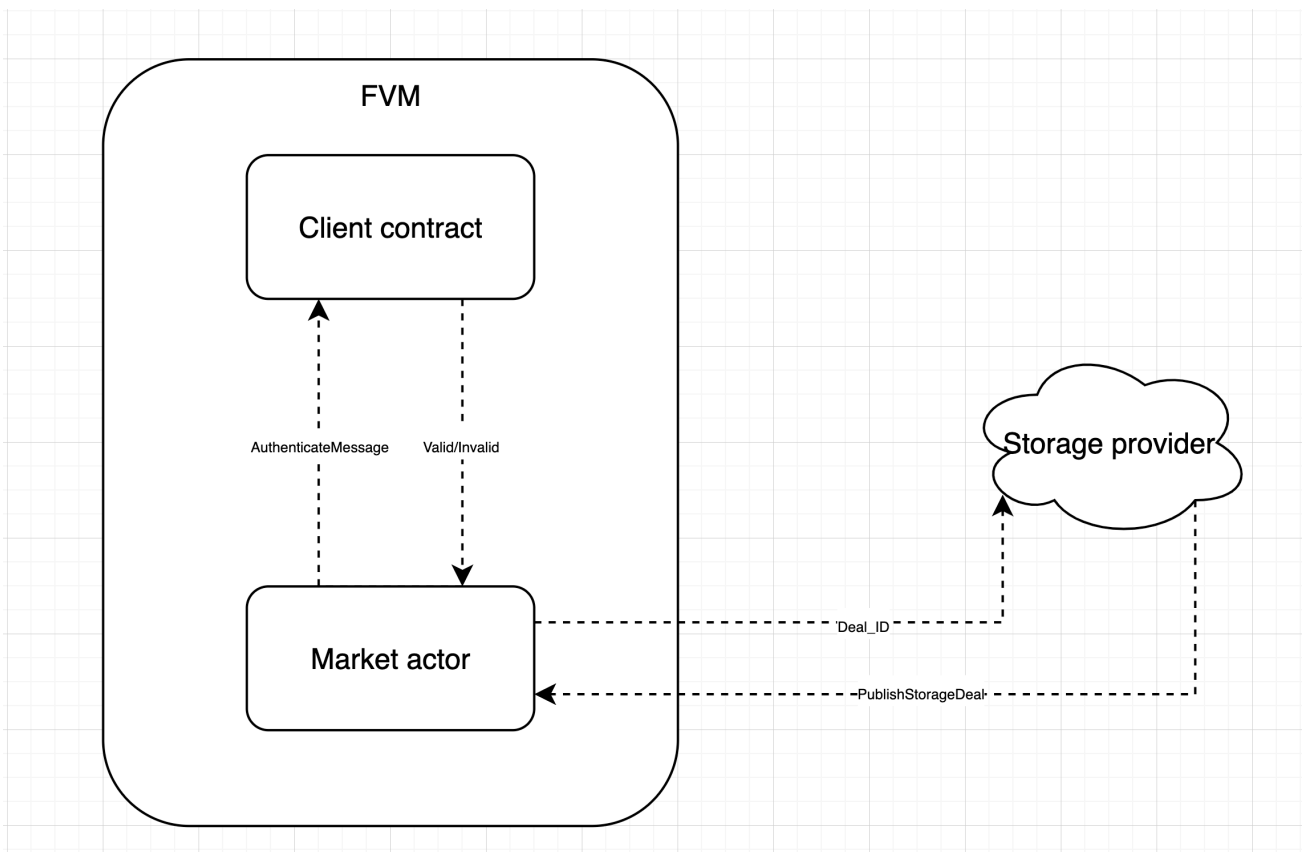 FVM
Client contract
AuthenticateMessage
Valid/Invalid
Storage provider
Deal_ID
Market actor
PublishStorageDeal